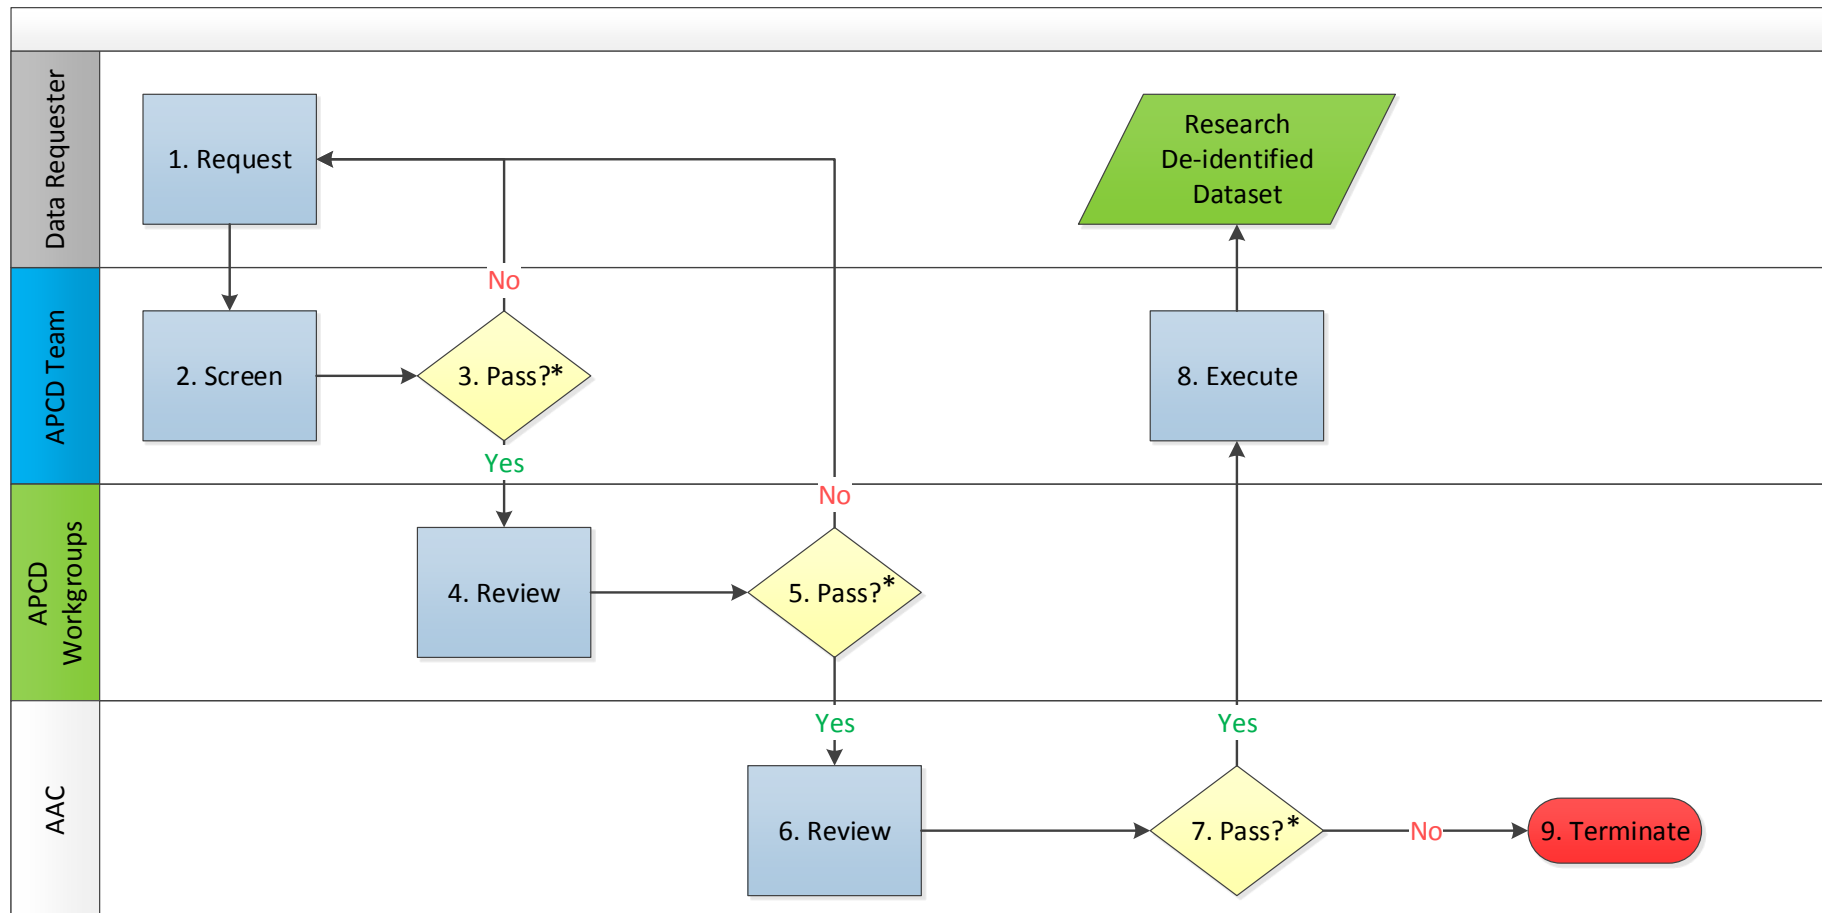 Data Requester
1. Request
Research
De-identified
Dataset
No
APCD Team
2. Screen
3. Pass?*
8. Execute
Yes
No
APCD
Workgroups
4. Review
5. Pass?*
Yes
Yes
AAC
6. Review
7. Pass?*
No
9. Terminate